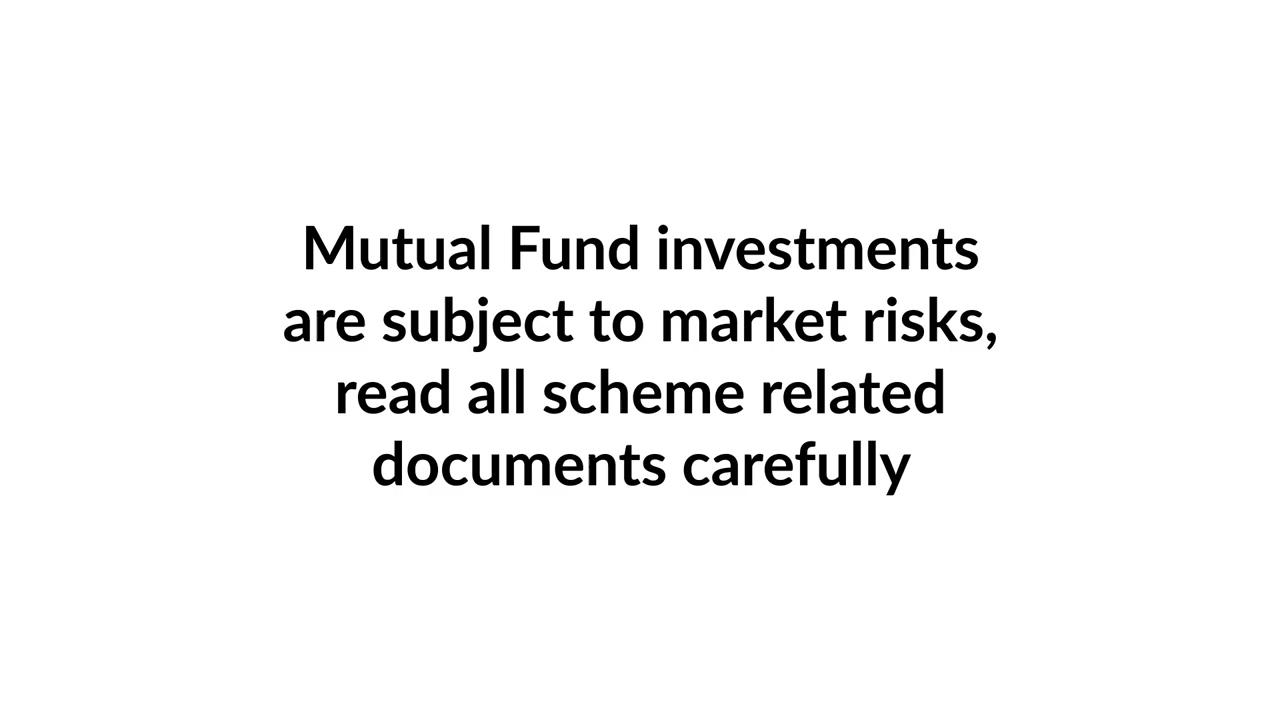 Mutual Fund investments
are subject to market risks,
read all scheme related
documents carefully